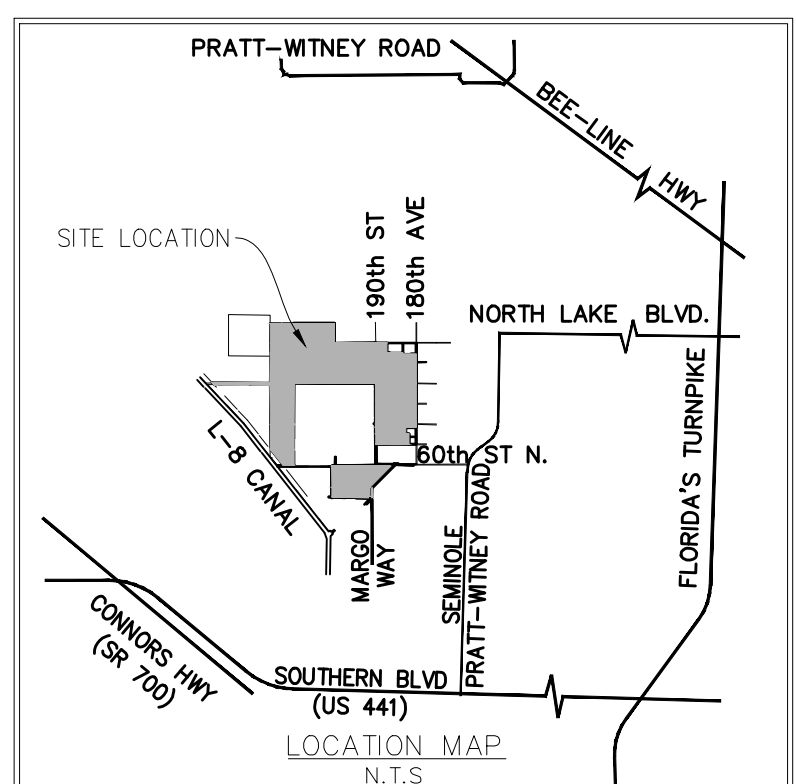 PRATT-WITNEY ROAD
BEE-LINE
HWY
SITE LOCATION
190th ST
180th AVE
NORTH LAKE BLVD.
FLORIDA'S TURNPIKE
L-8 CANAL
60th ST N.
MARGO
WAY
SEMINOLE
PRATT-WITNEY ROAD
CONNORS HWY
(SR 700)
SOUTHERN BLVD
(US 441)
LOCATION MAP
N.T.S